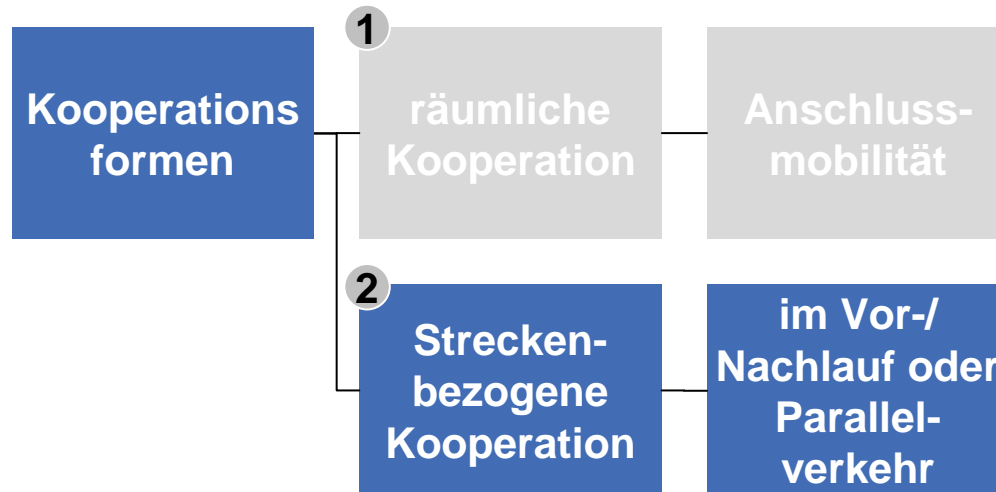 Kooperations
formen
1
räumliche
Kooperation
Anschluss-
mobilität
2
Strecken-
bezogene
Kooperation
im Vor-/
Nachlauf oder
Parallel-
verkehr